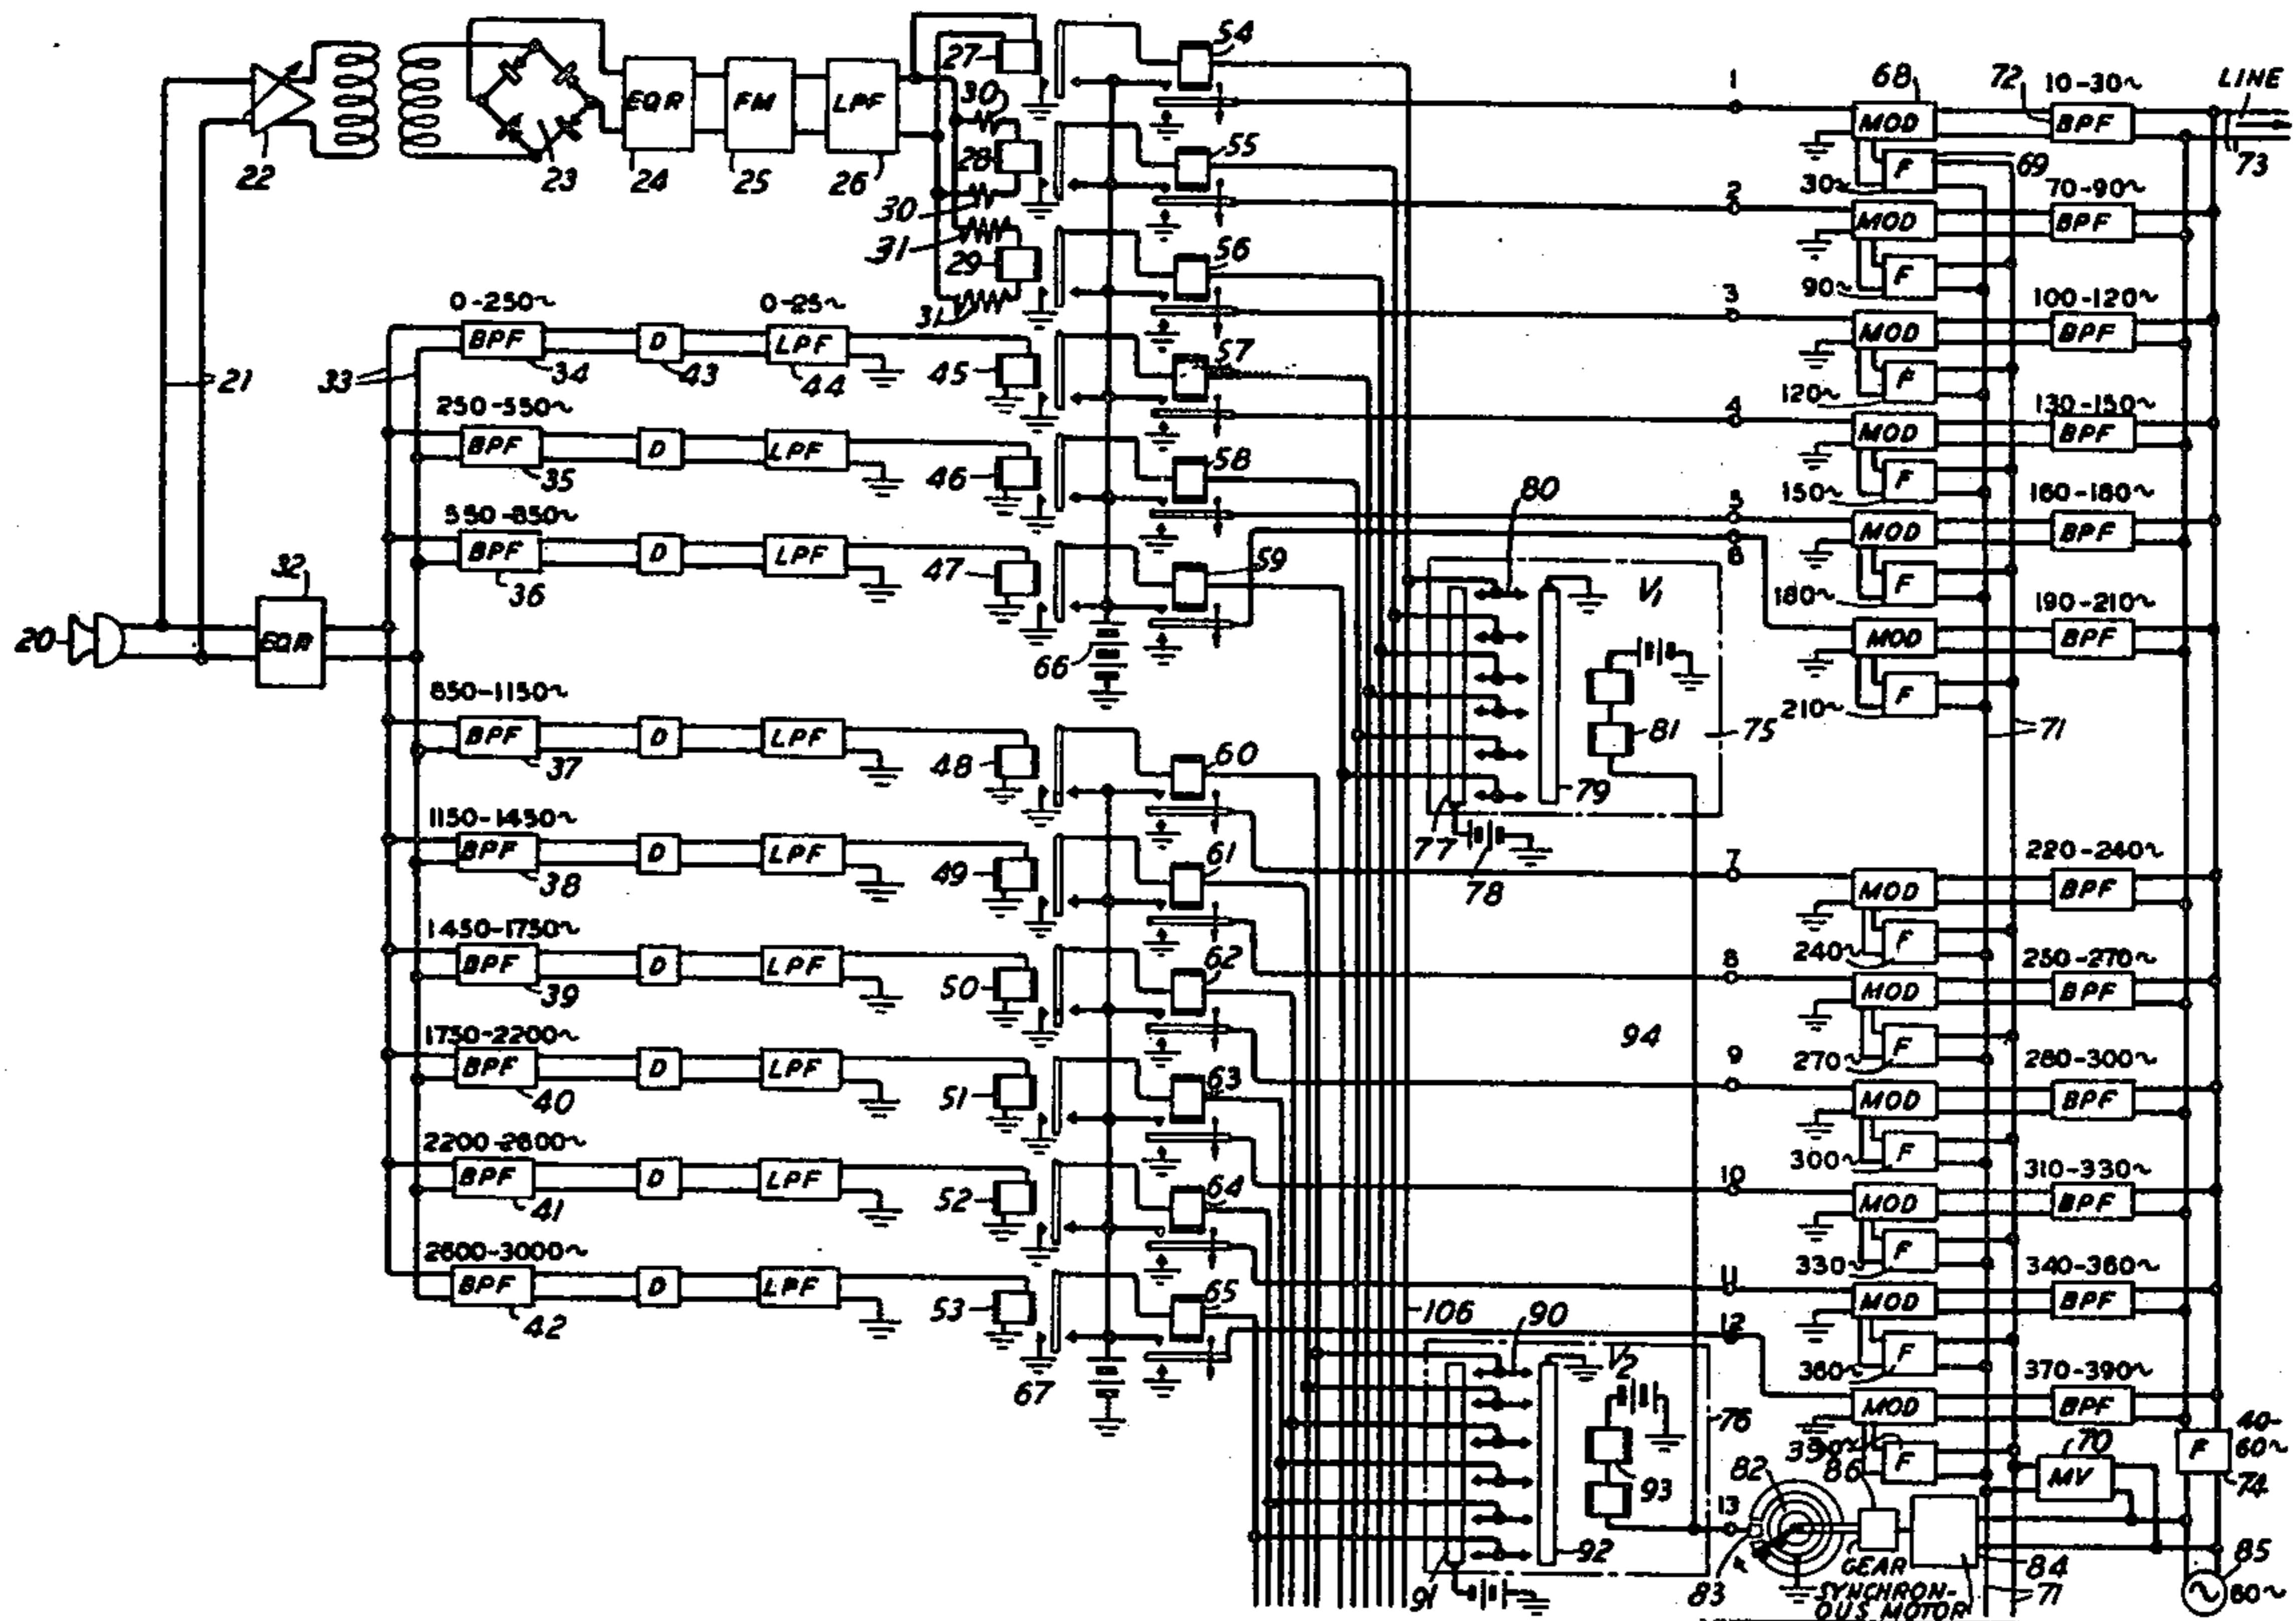 27
54
1
68
72
10-30~
LINE
EQR
FM
LPF
30
MOD
BPF
22
23
24
25
26
28
55
30~
F
69
73
30
2
70-90~
MOD
BPF
31
29
56
90~
F
0-250~
0-25~
31
3
100-120~
BPF
D
LPF
57
MOD
BPF
33
34
43
44
45
120~
F
21
250-550~
4
130-150~
BPF
D
LPF
46
58
MOD
BPF
35
80
150~
F
550-850~
5
160-180~
BPF
D
LPF
6
MOD
BPF
32
36
47
59
V1
180~
F
190-210~
20
EQR
66
MOD
BPF
850-1150~
210~
F
BPF
D
LPF
81
75
71
37
48
60
79
1150-1450~
77
78
7
220-240~
BPF
D
LPF
61
MOD
BPF
38
49
240~
F
1450-1750~
8
250-270~
BPF
D
LPF
62
MOD
BPF
39
50
94
270~
F
1750-2200~
9
280-300~
BPF
D
LPF
63
MOD
BPF
40
51
300~
F
2200-2600~
10
310-330~
BPF
D
LPF
64
MOD
BPF
41
52
330~
F
2600-3000~
11
340-360~
BPF
D
LPF
65
106
90
12
MOD
BPF
42
53
V2
360~
F
67
76
370-390~
MOD
BPF
40-
60~
390~
F
70
MV
F
74
86
82
93
13
91
92
83
GEAR
84
85
SYNCHRON-
OUS MOTOR
71
60~